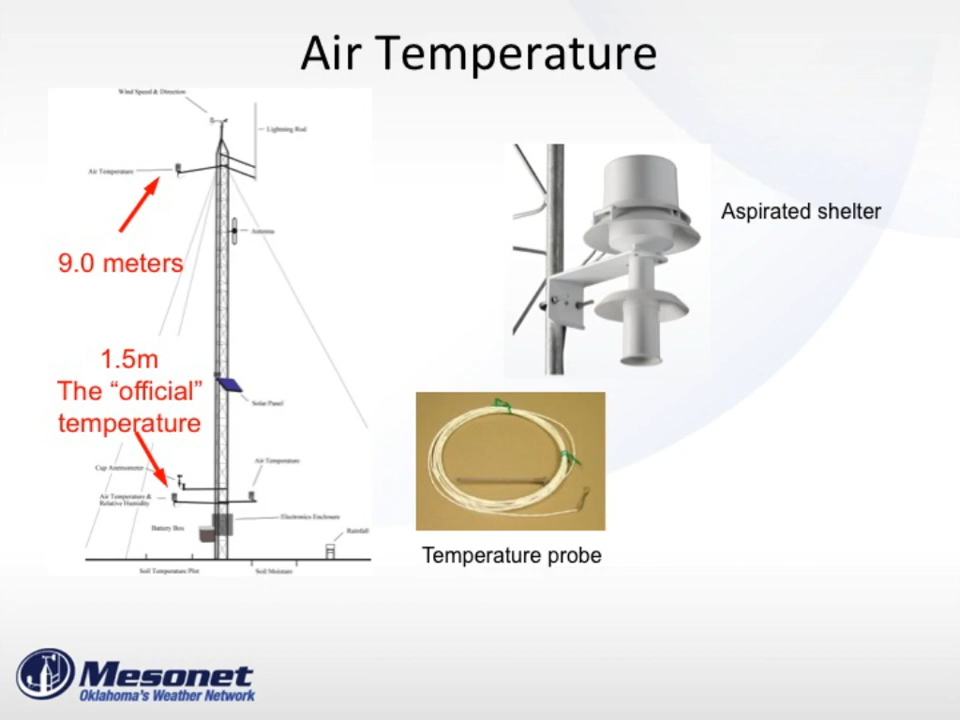 Air Temperature
Wind Speed & Direction
Lightning Rod
Air Temperature
Antenna
9.0 meters
Aspirated shelter
1.5m
The “official”
temperature
Solar Panel
Cup Anemometer
Air Temperature
Air Temperature &
Relative Humidity
Electronics Enclosure
Battery Box
Rainfall
Soil Temperature Plot
Soil Moisture
Temperature probe
Mesonet
Oklahoma's Weather Network